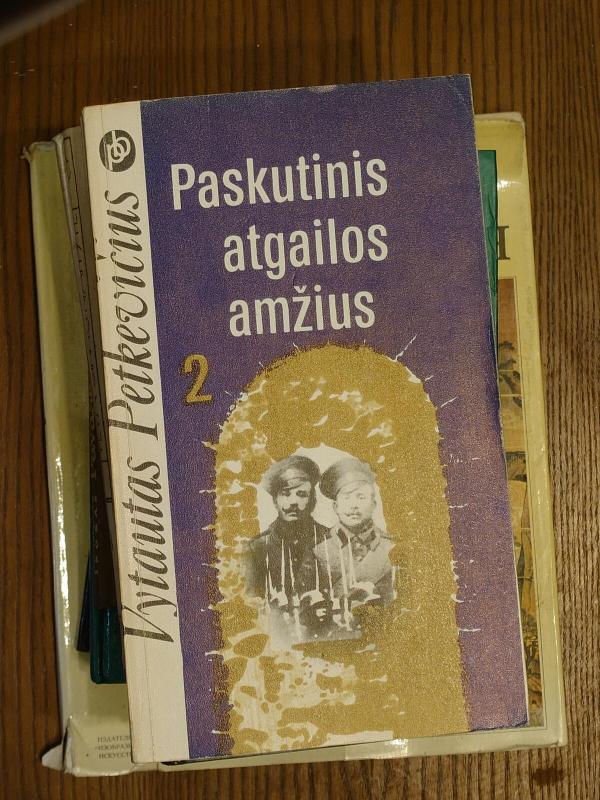 Vytautas Petkevičius
Paskutinis
atgailos
amžius
2